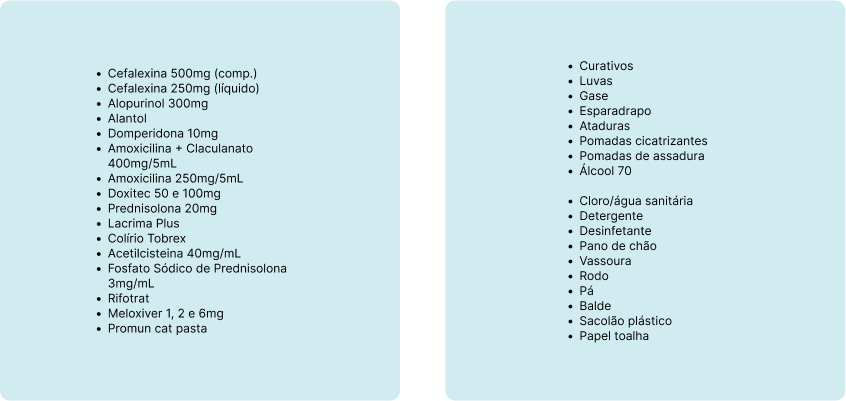 • Cefalexina 500mg (comp.)
• Cefalexina 250mg (líquido)
• Alopurinol 300mg
• Alantol
• Domperidona 10mg
• Amoxicilina + Claculanato
400mg/5mL
• Amoxicilina 250mg/5mL
• Doxitec 50 e 100mg
• Prednisolona 20mg
• Lacrima Plus
• Colírio Tobrex
• Acetilcisteina 40mg/mL
• Fosfato Sódico de Prednisolona
3mg/mL
• Rifotrat
• Meloxiver 1, 2 e 6mg
• Promun cat pasta
• Curativos
• Luvas
• Gase
• Esparadrapo
• Ataduras
• Pomadas cicatrizantes
• Pomadas de assadura
• Álcool 70
• Cloro/água sanitária
• Detergente
• Desinfetante
• Pano de chão
• Vassoura
• Rodo
• Pá
• Balde
• Sacolão plástico
• Papel toalha